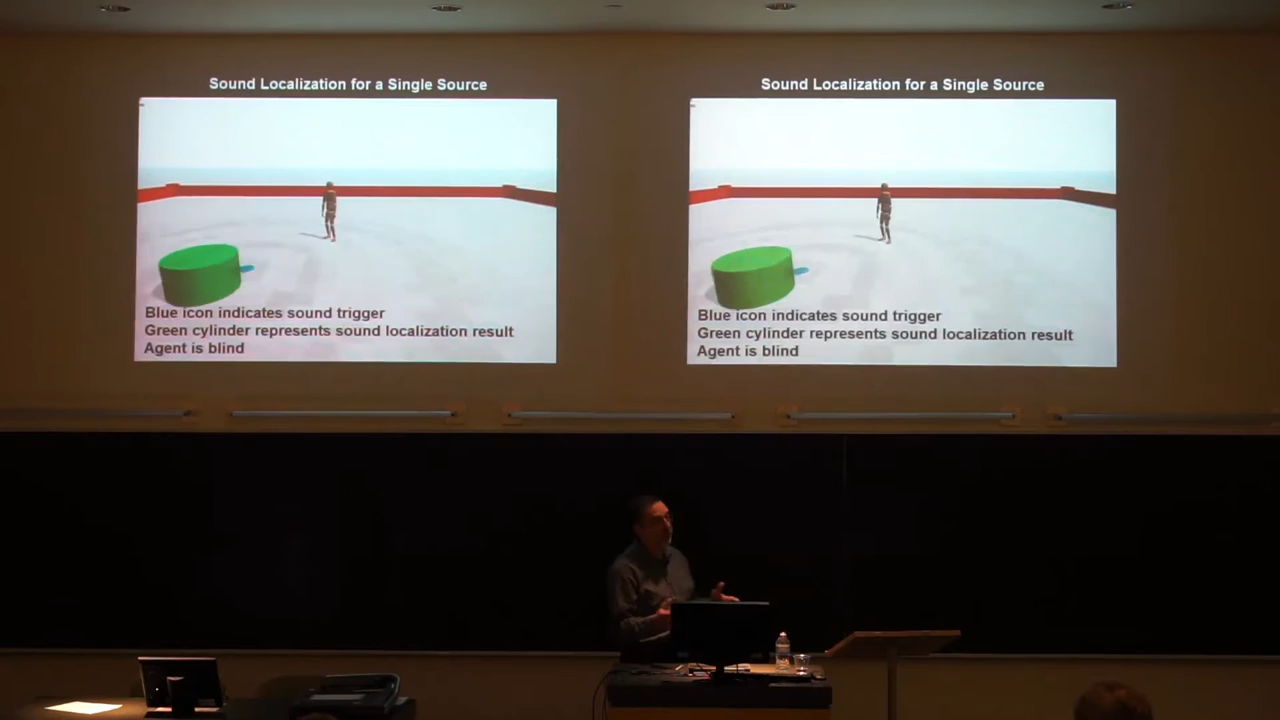 Sound Localization for a Single Source
Blue icon indicates sound trigger
Green cylinder represents sound localization result
Agent is blind
Sound Localization for a Single Source
Blue icon indicates sound trigger
Green cylinder represents sound localization result
Agent is blind